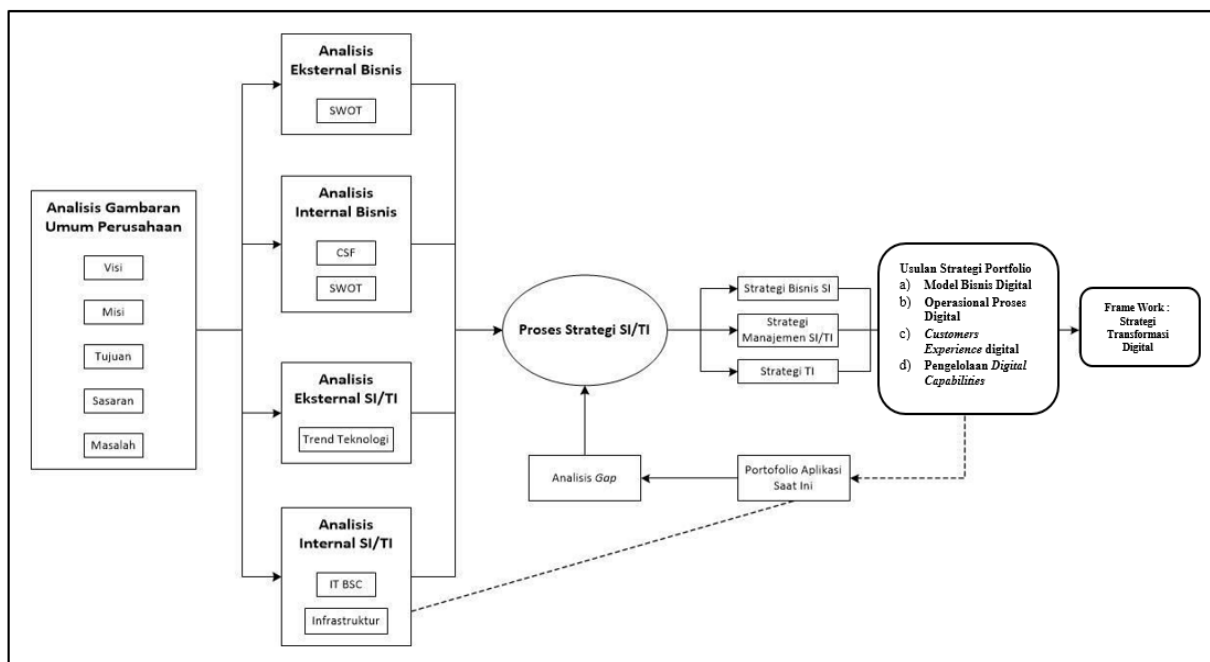 Analisis Gambaran
Umum Perusahaan
Visi
Misi
Tujuan
Sasaran
Masalah
Analisis
Eksternal Bisnis
SWOT
Analisis
Internal Bisnis
CSF
SWOT
Analisis
Eksternal SI/TI
Trend Teknologi
Analisis
Internal SI/TI
IT BSC
Infrastruktur
Proses Strategi SI/TI
Analisis Gap
Strategi Bisnis SI
Strategi
Manajemen SI/TI
Strategi TI
Portofolio Aplikasi
Saat Ini
Usulan Strategi Portfolio
a) Model Bisnis Digital
b) Operasional Proses
Digital
c) Customers
Experience digital
d) Pengelolaan Digital
Capabilities
Frame Work :
Strategi
Transformasi
Digital